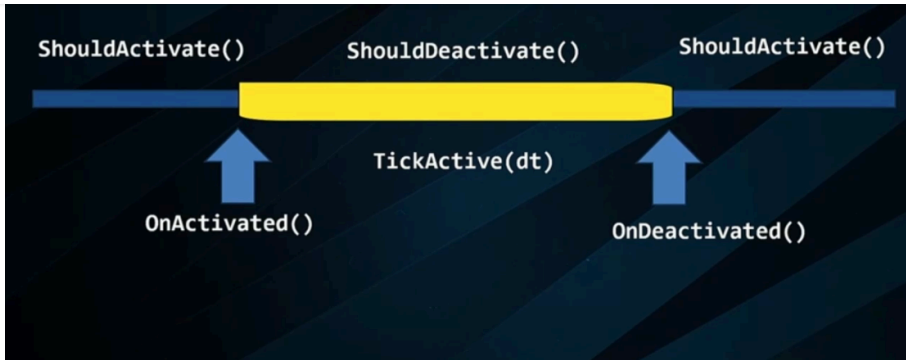 ShouldActivate()
ShouldDeactivate()
ShouldActivate()
TickActive(dt)
OnActivated()
OnDeactivated()